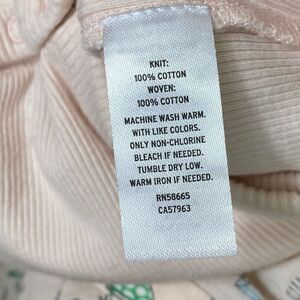 KNIT:
100% COTTON
WOVEN:
100% COTTON
MACHINE WASH WARM.
WITH LIKE COLORS.
ONLY NON-CHLORINE
BLEACH IF NEEDED.
TUMBLE DRY LOW.
WARM IRON IF NEEDED.
RN58665
CA57963